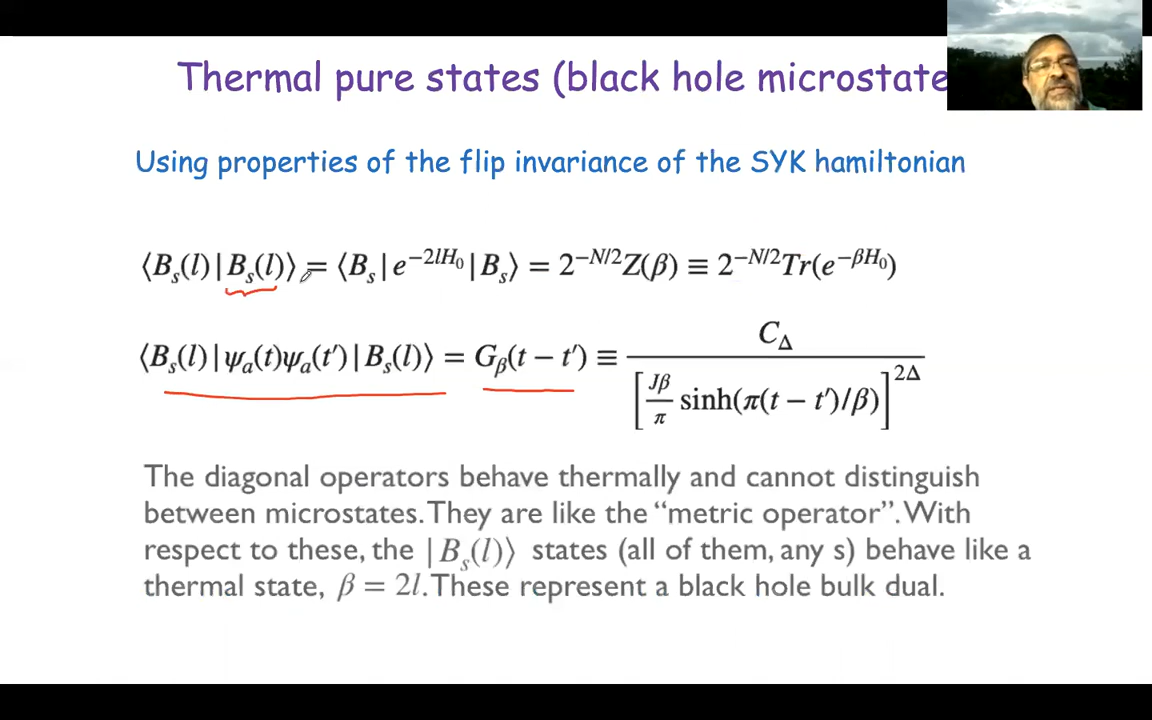 Thermal pure states (black hole microstate
Using properties of the flip invariance of the SYK hamiltonian
⟨B_s(l)|B_s(l)⟩ = ⟨B_s|e^{-2lH_0}|B_s⟩ = 2^{-N/2}Z(β) ≡ 2^{-N/2}Tr(e^{-βH_0})
⟨B_s(l)|ψ_a(t)ψ_a(t′)|B_s(l)⟩ = G_β(t − t′) ≡ C_Δ / [Jβ/π sinh(π(t − t′)/β)]^{2Δ}
The diagonal operators behave thermally and cannot distinguish
between microstates. They are like the “metric operator”. With
respect to these, the |B_s(l)⟩ states (all of them, any s) behave like a
thermal state, β = 2l. These represent a black hole bulk dual.